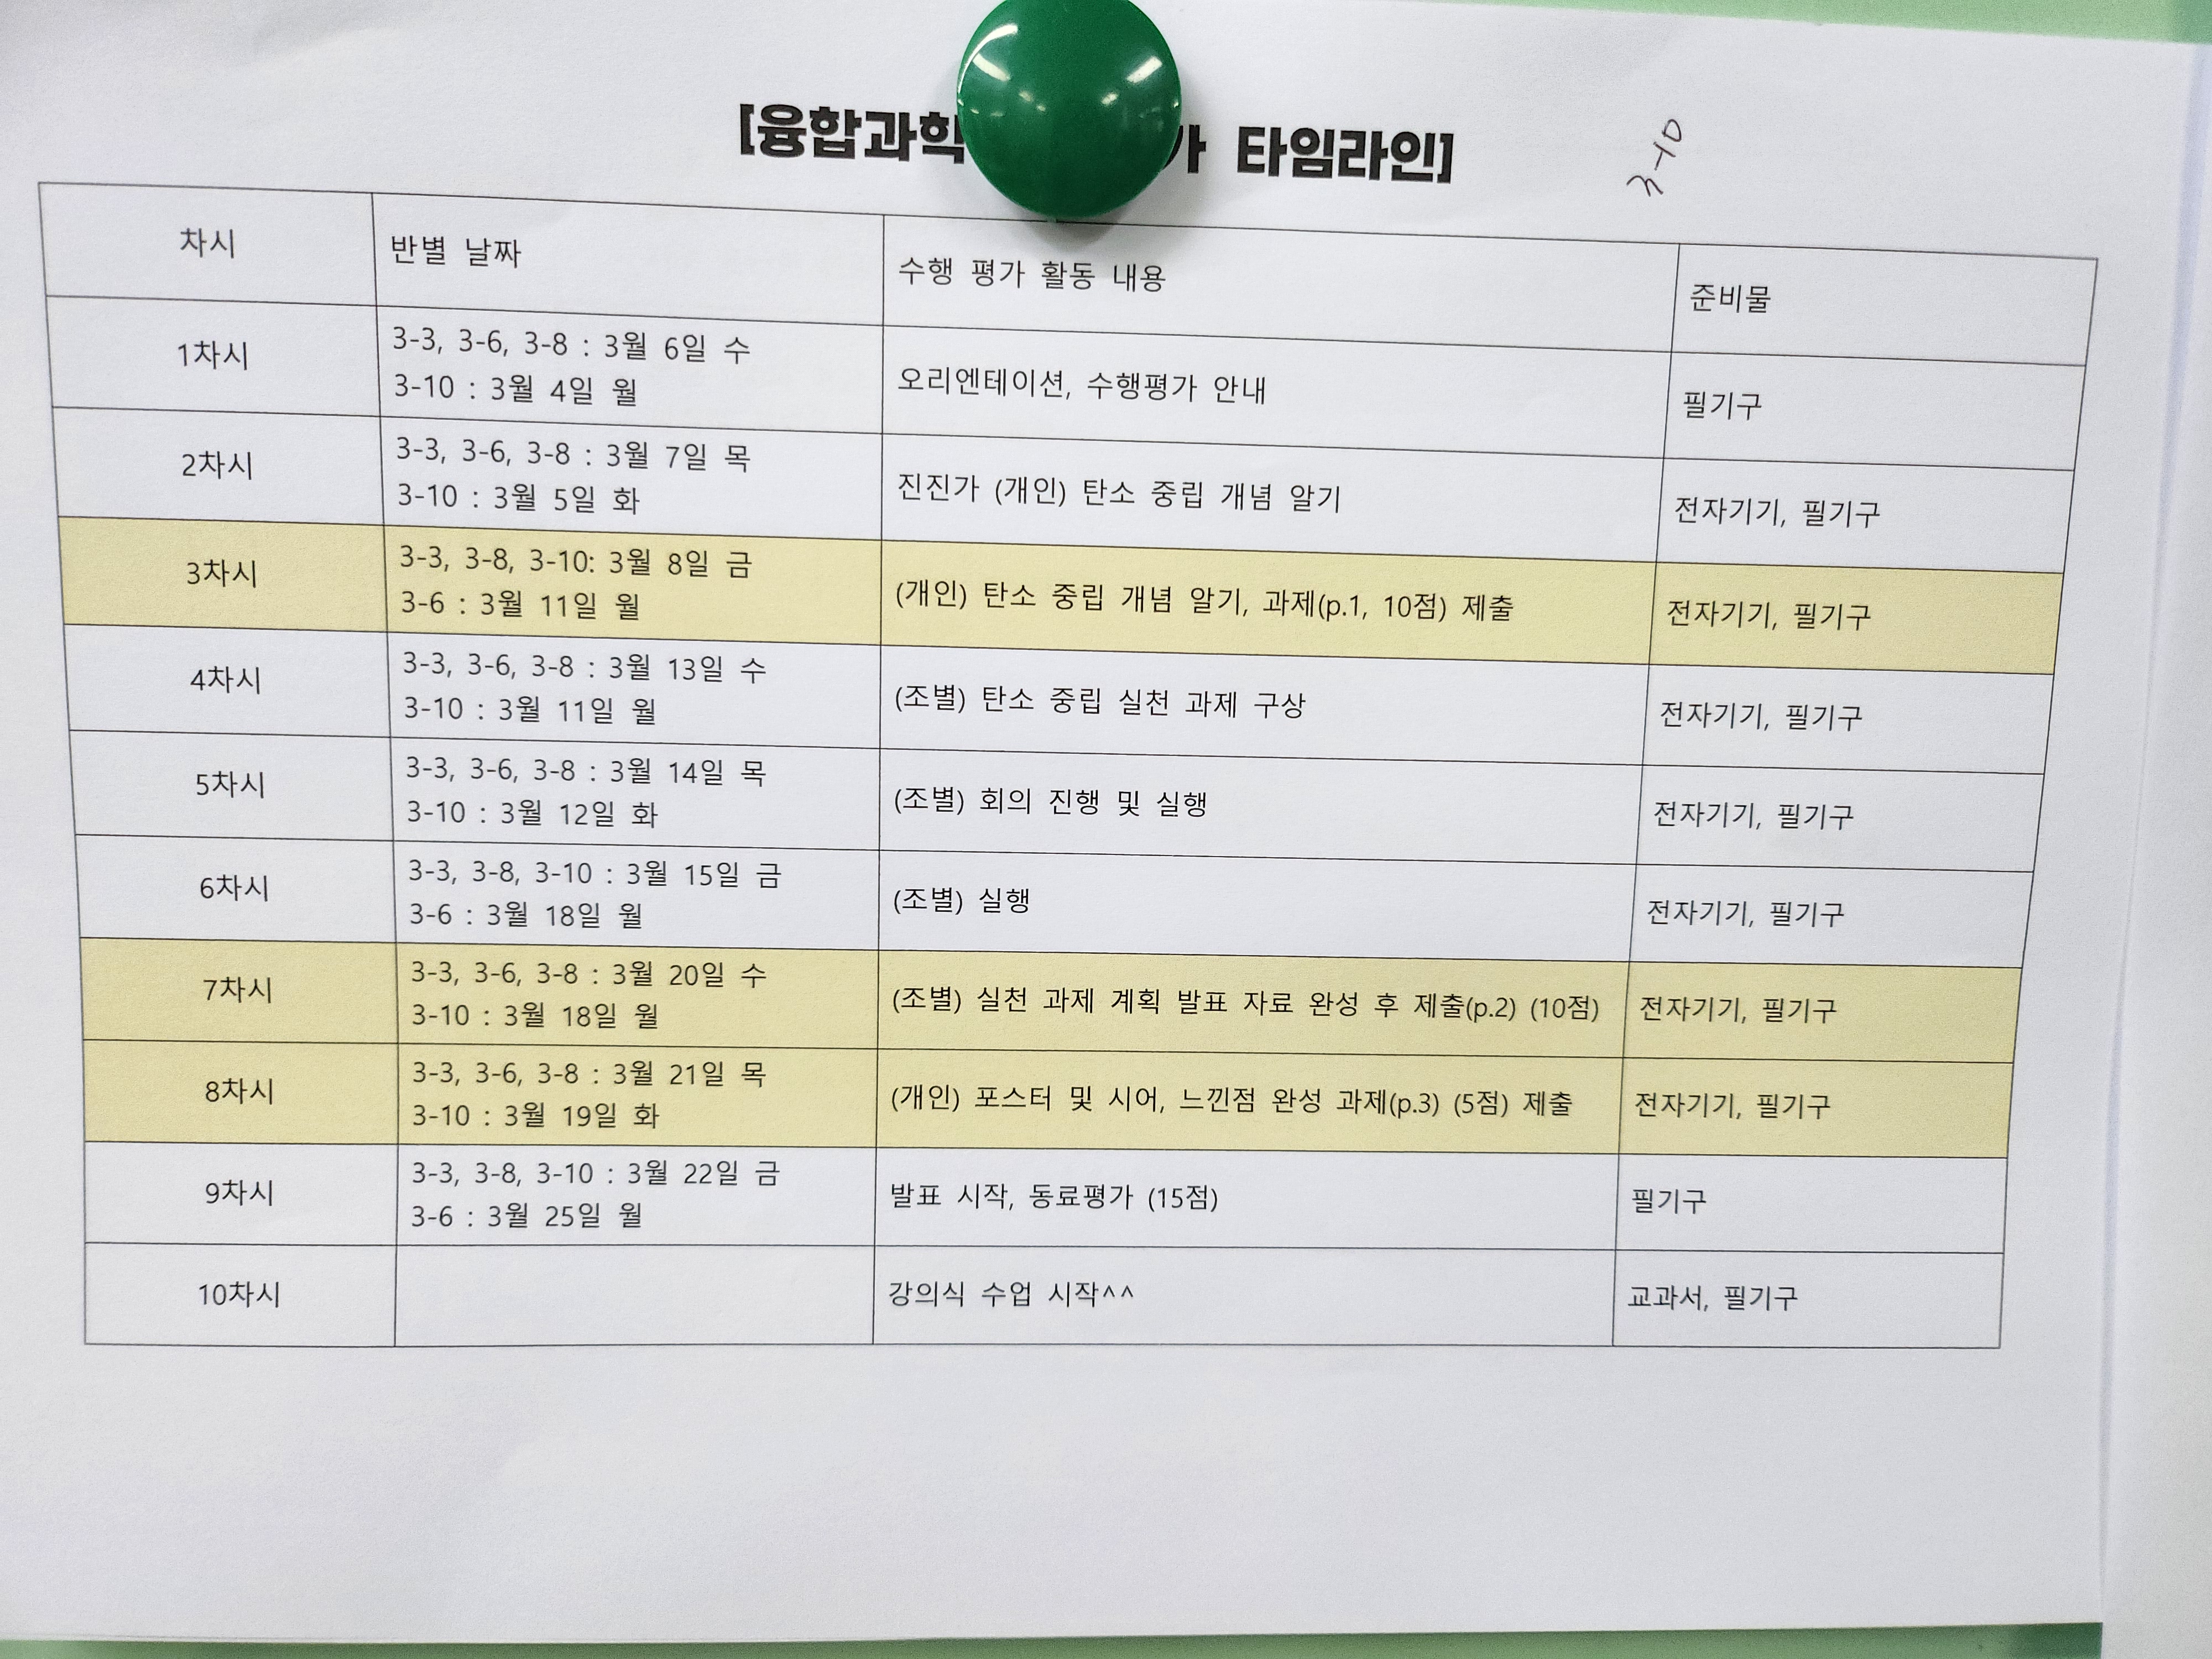 [융합과학 타임라인]
3-10
차시 반별 날짜 수행 평가 활동 내용 준비물
1차시 3-3, 3-6, 3-8 : 3월 6일 수
3-10 : 3월 4일 월
오리엔테이션, 수행평가 안내 필기구
2차시 3-3, 3-6, 3-8 : 3월 7일 목
3-10 : 3월 5일 화
진진가 (개인) 탄소 중립 개념 알기 전자기기, 필기구
3차시 3-3, 3-8, 3-10: 3월 8일 금
3-6 : 3월 11일 월
(개인) 탄소 중립 개념 알기, 과제(p.1, 10점) 제출 전자기기, 필기구
4차시 3-3, 3-6, 3-8 : 3월 13일 수
3-10 : 3월 11일 월
(조별) 탄소 중립 실천 과제 구상 전자기기, 필기구
5차시 3-3, 3-6, 3-8 : 3월 14일 목
3-10 : 3월 12일 화
(조별) 회의 진행 및 실행 전자기기, 필기구
6차시 3-3, 3-8, 3-10 : 3월 15일 금
3-6 : 3월 18일 월
(조별) 실행 전자기기, 필기구
7차시 3-3, 3-6, 3-8 : 3월 20일 수
3-10 : 3월 18일 월
(조별) 실천 과제 계획 발표 자료 완성 후 제출(p.2) (10점) 전자기기, 필기구
8차시 3-3, 3-6, 3-8 : 3월 21일 목
3-10 : 3월 19일 화
(개인) 포스터 및 시어, 느낀점 완성 과제(p.3) (5점) 제출 전자기기, 필기구
9차시 3-3, 3-8, 3-10 : 3월 22일 금
3-6 : 3월 25일 월
발표 시작, 동료평가 (15점) 필기구
10차시 강의식 수업 시작^^ 교과서, 필기구